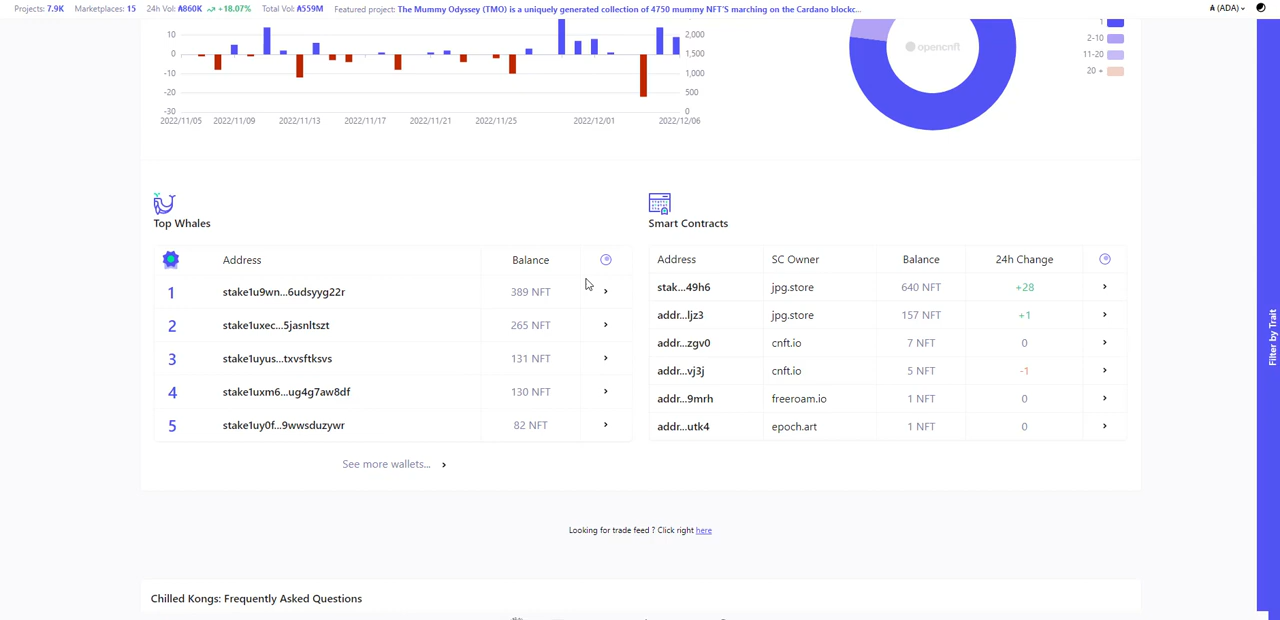 Projects: 7.9K Marketplaces: 15 24h Vol: ₳860K +18.07% Total Vol: ₳559M Featured project: The Mummy Odyssey (TMO) is a uniquely generated collection of 4750 mummy NFT'S marching on the Cardano blockc... ₳ (ADA)
10
0
-10
-20
-30
2,000
1,500
1,000
500
0
2022/11/05 2022/11/09 2022/11/13 2022/11/17 2022/11/21 2022/11/25 2022/12/01 2022/12/06
opencnft
1
2-10
11-20
20 +
Filter by Trait
Top Whales
Address Balance
1 stake1u9wn...6udsyyg22r 389 NFT
2 stake1uxec...5jasnltszt 265 NFT
3 stake1uyus...txvsftksvs 131 NFT
4 stake1uxm6...ug4g7aw8df 130 NFT
5 stake1uy0f...9wwsduzywr 82 NFT
See more wallets...
Smart Contracts
Address SC Owner Balance 24h Change
stak...49h6 jpg.store 640 NFT +28
addr...ljz3 jpg.store 157 NFT +1
addr...zgv0 cnft.io 7 NFT 0
addr...vj3j cnft.io 5 NFT -1
addr...9mrh freeroam.io 1 NFT 0
addr...utk4 epoch.art 1 NFT 0
Looking for trade feed ? Click right here
Chilled Kongs: Frequently Asked Questions